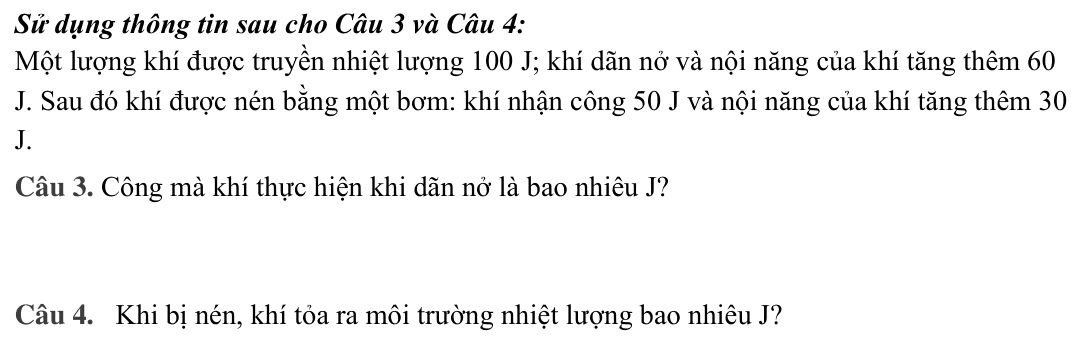 Sử dụng thông tin sau cho Câu 3 và Câu 4:
Một lượng khí được truyền nhiệt lượng 100 J; khí dãn nở và nội năng của khí tăng thêm 60
J. Sau đó khí được nén bằng một bơm: khí nhận công 50 J và nội năng của khí tăng thêm 30
J.
Câu 3. Công mà khí thực hiện khi dãn nở là bao nhiêu J?
Câu 4. Khi bị nén, khí tỏa ra môi trường nhiệt lượng bao nhiêu J?